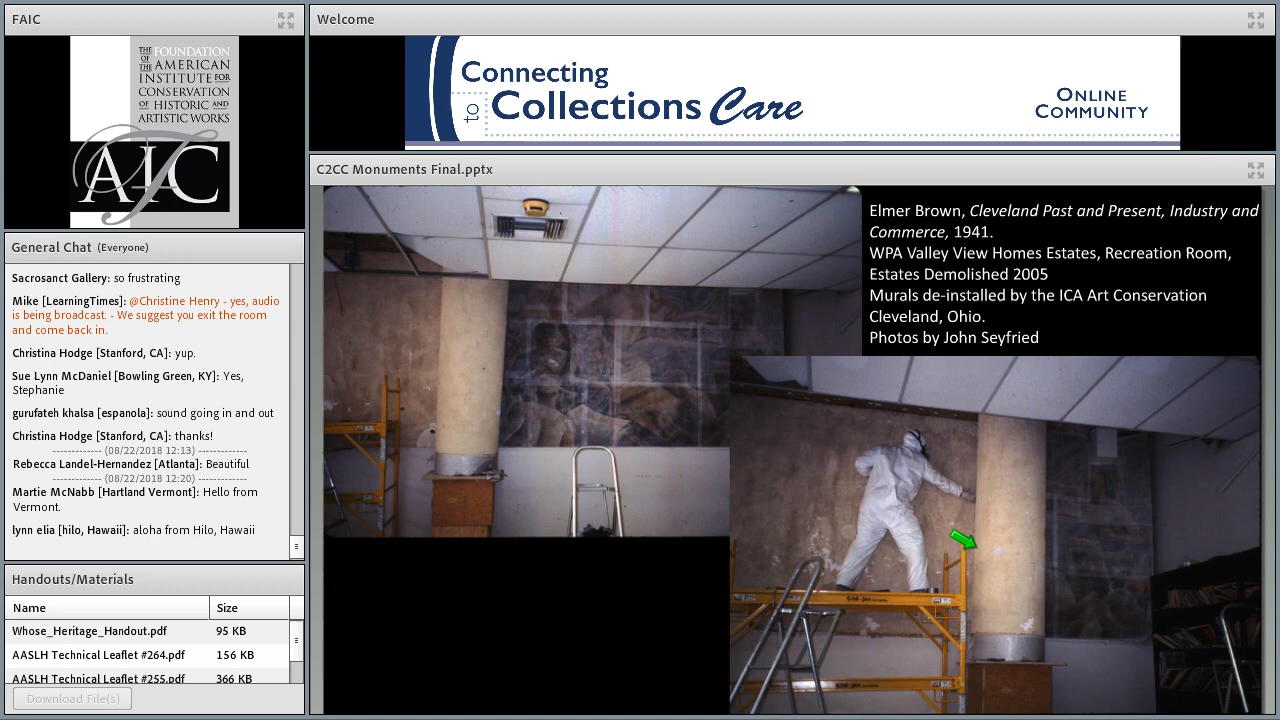 FAIC
THE FOUNDATION
OF THE AMERICAN
INSTITUTE FOR
CONSERVATION
OF HISTORIC AND
ARTISTIC WORKS
AIC
General Chat (Everyone)
Sacrosanct Gallery: so frustrating
Mike [LearningTimes]: @Christine Henry - yes, audio
is being broadcast. - We suggest you exit the room
and come back in.
Christina Hodge [Stanford, CA]: yup.
Sue Lynn McDaniel [Bowling Green, KY]: Yes,
Stephanie
gurufateh khalsa [espanola]: sound going in and out
Christina Hodge [Stanford, CA]: thanks!
------------- (08/22/2018 12:13) -------------
Rebecca Landel-Hernandez [Atlanta]: Beautiful
------------- (08/22/2018 12:20) -------------
Martie McNabb [Hartland Vermont]: Hello from
Vermont.
lynn elia [hilo, Hawaii]: aloha from Hilo, Hawaii
Handouts/Materials
Name Size
Whose_Heritage_Handout.pdf 95 KB
AASLH Technical Leaflet #264.pdf 156 KB
AASLH Technical Leaflet #255.pdf 366 KB
Download File(s)
Welcome
Connecting
to Collections Care
ONLINE
COMMUNITY
C2CC Monuments Final.pptx
Elmer Brown, Cleveland Past and Present, Industry and
Commerce, 1941.
WPA Valley View Homes Estates, Recreation Room,
Estates Demolished 2005
Murals de-installed by the ICA Art Conservation
Cleveland, Ohio.
Photos by John Seyfried